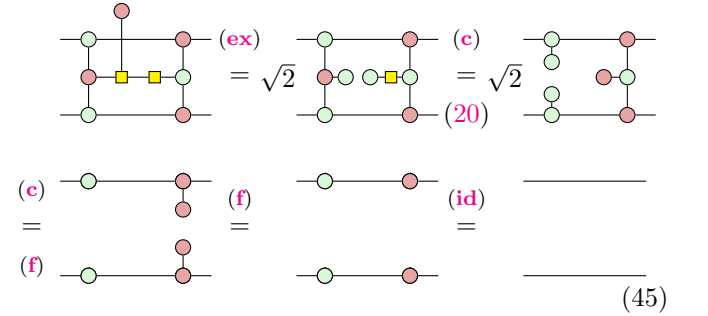 (ex) = √2 (c) = √2
(20)
(c) = (f) (f) = (id) =
(45)